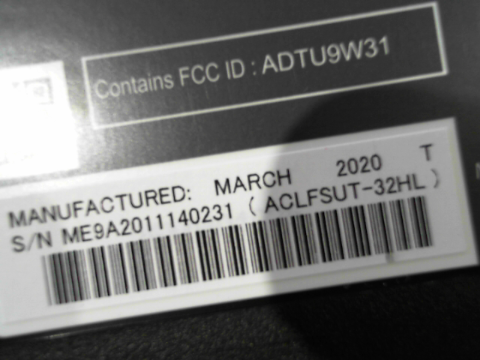 Contains FCC ID : ADTU9W31
MANUFACTURED: MARCH 2020 T
S/N ME9A2011140231 ( ACLFSUT-32HL )